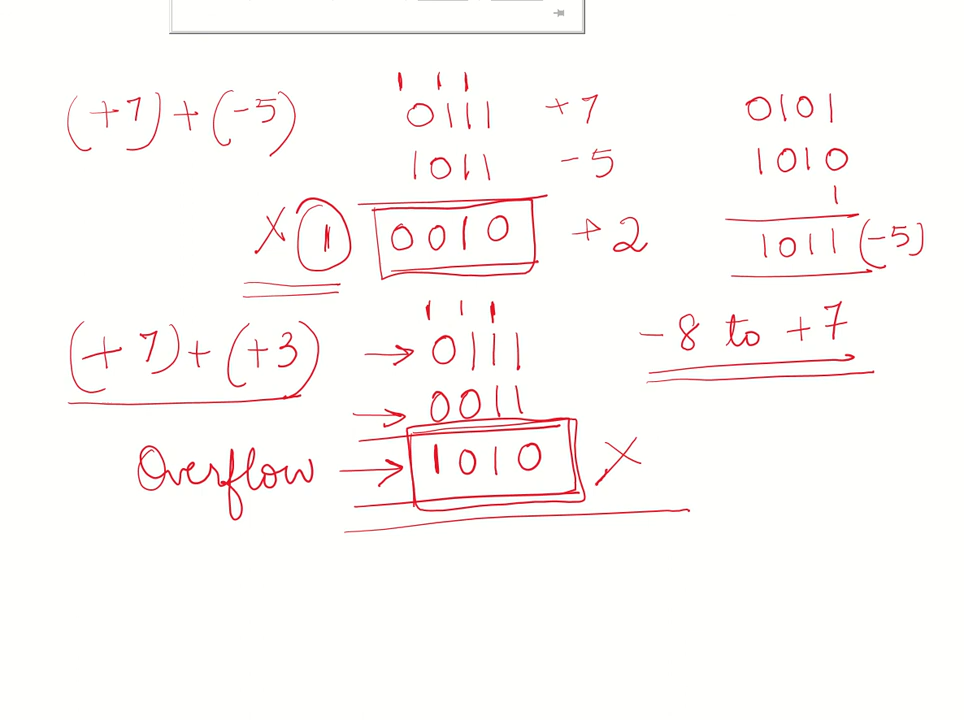 1 1 1
(+7)+(-5) 0111 +7 0101
1011 -5 1010
1
X 1 0010 +2 1011 (-5)
1 1 1
(+7)+(+3) → 0111 -8 to +7
→ 0011
Overflow → 1010 X